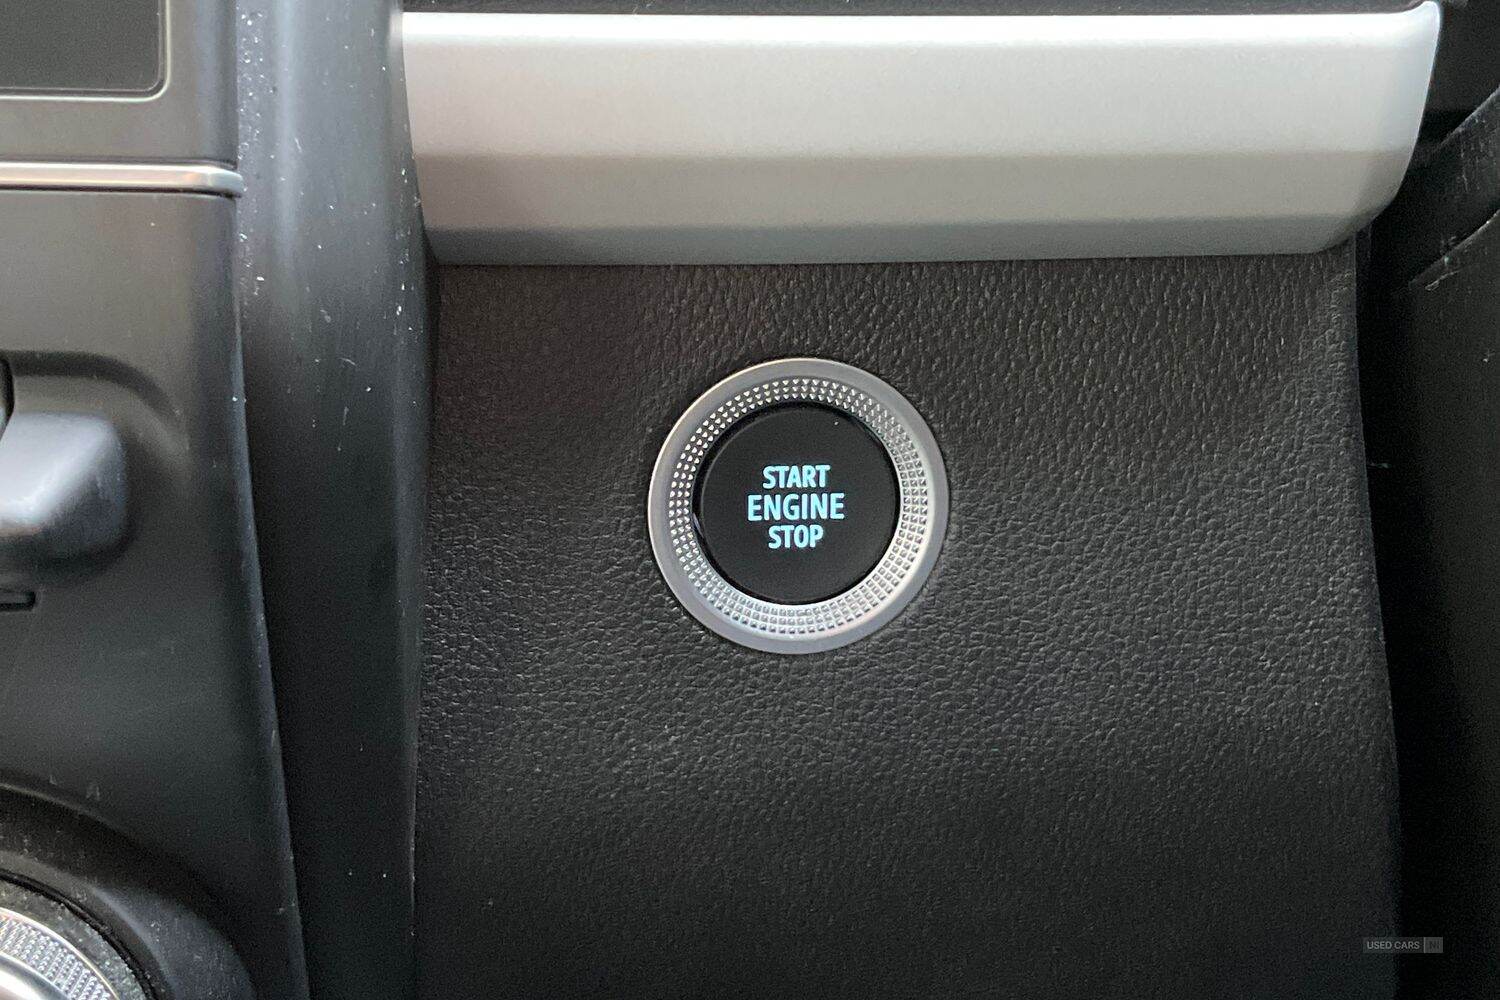 START
ENGINE
STOP
USED CARS NI